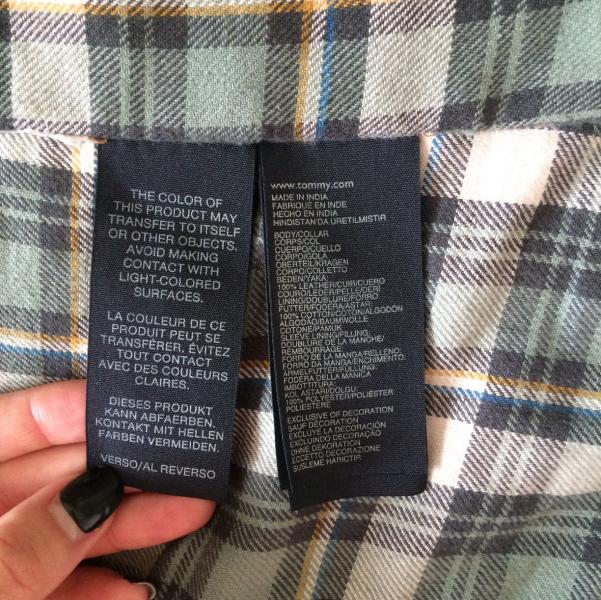 THE COLOR OF
THIS PRODUCT MAY
TRANSFER TO ITSELF
OR OTHER OBJECTS.
AVOID MAKING
CONTACT WITH
LIGHT-COLORED
SURFACES.
LA COULEUR DE CE
PRODUIT PEUT SE
TRANSFÉRER. ÉVITEZ
TOUT CONTACT
AVEC DES COULEURS
CLAIRES.
DIESES PRODUKT
KANN ABFÄRBEN.
KONTAKT MIT HELLEN
FARBEN VERMEIDEN.
VERSO/AL REVERSO
www.tommy.com
MADE IN INDIA
FABRIQUE EN INDE
HECHO EN INDIA
HINDISTAN'DA URETILMISTIR
BODY/COLLAR
CORPS/COL
CUERPO/CUELLO
CORPO/GOLA
OBERTEIL/KRAGEN
CORPO/COLLETTO
BEDEN/YAKA:
100% LEATHER/CUIR/CUERO
COURO/LEDER/PELLE/DERI
LINING/DOUBLURE/FORRO
FUTTER/FODERA/ASTAR:
100% COTTON/COTON/ALGODÓN
ALGODÃO/BAUMWOLLE
COTONE/PAMUK
SLEEVE LINING/FILLING:
DOUBLURE DE MANCHE/
REMBOURRAGE:
FORRO DE LA MANGA/RELLENO:
FORRO DA MANGA/ENCHIMENTO:
ÄRMELFUTTER/FÜLLUNG:
FODERA DELLA MANICA
IMBOTTITURA:
KOL ASTARI/DOLGU:
100% POLYESTER/POLIÉSTER
POLIESTERE
EXCLUSIVE OF DECORATION
SAUF DÉCORATION
EXCLUYE LA DECORACIÓN
EXCLUINDO DECORAÇÃO
OHNE DEKORATION
ECCETTO DECORAZIONE
SUSLEME HARICTIR